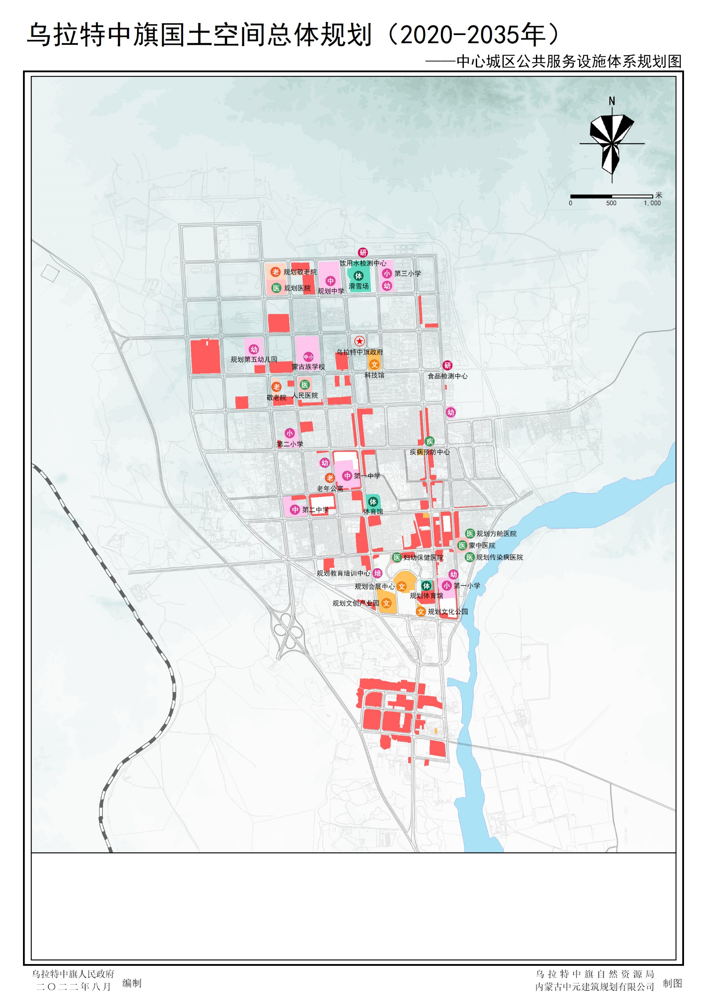 乌拉特中旗国土空间总体规划（2020-2035年）
——中心城区公共服务设施体系规划图
N
米
0 500 1,000
研
饮用水检测中心
老 规划敬老院
医 规划医院
中
规划中学
体
滑雪场
小 第三小学
幼
幼
规划第五幼儿园
中小
蒙古族学校
乌拉特中旗政府
文
科技馆
研
食品检测中心
老
敬老院
医
人民医院
幼
小
第二小学
疾
疾病预防中心
幼
老
老年公寓
中 第一中学
中 第二中学
体
体育馆
医 规划方舱医院
医 蒙中医院
医 规划传染病医院
医 妇幼保健医院
规划教育培训中心 培
幼
规划会展中心 文
体
规划体育馆
小 第一小学
规划文创产业园 文
文 规划文化公园
乌拉特中旗人民政府
二〇二二年八月
编制
乌拉特中旗自然资源局
内蒙古中元建筑规划有限公司
制图